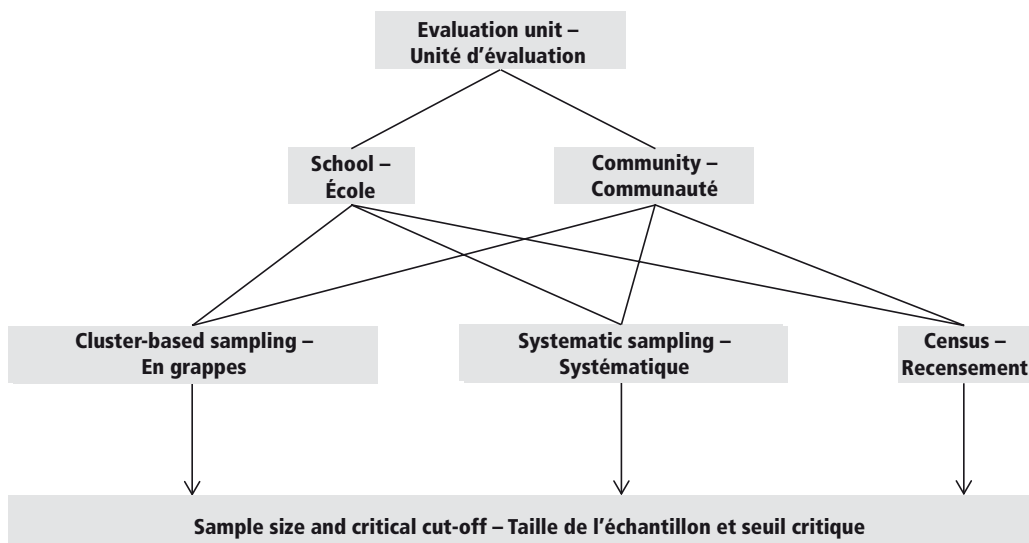 Evaluation unit –
Unité d’évaluation
School –
École
Community –
Communauté
Cluster-based sampling –
En grappes
Systematic sampling –
Systématique
Census –
Recensement
Sample size and critical cut-off – Taille de l’échantillon et seuil critique